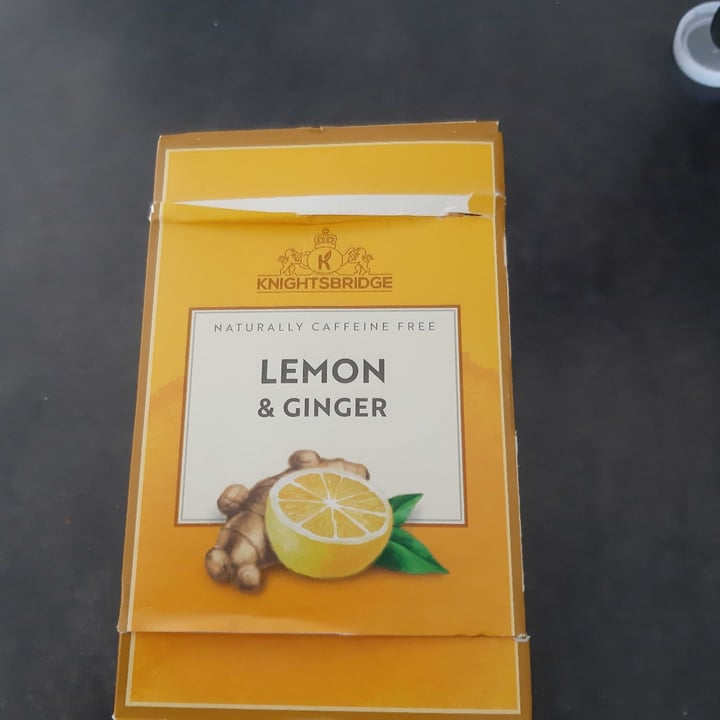 K
KNIGHTSBRIDGE
NATURALLY CAFFEINE FREE
LEMON
& GINGER